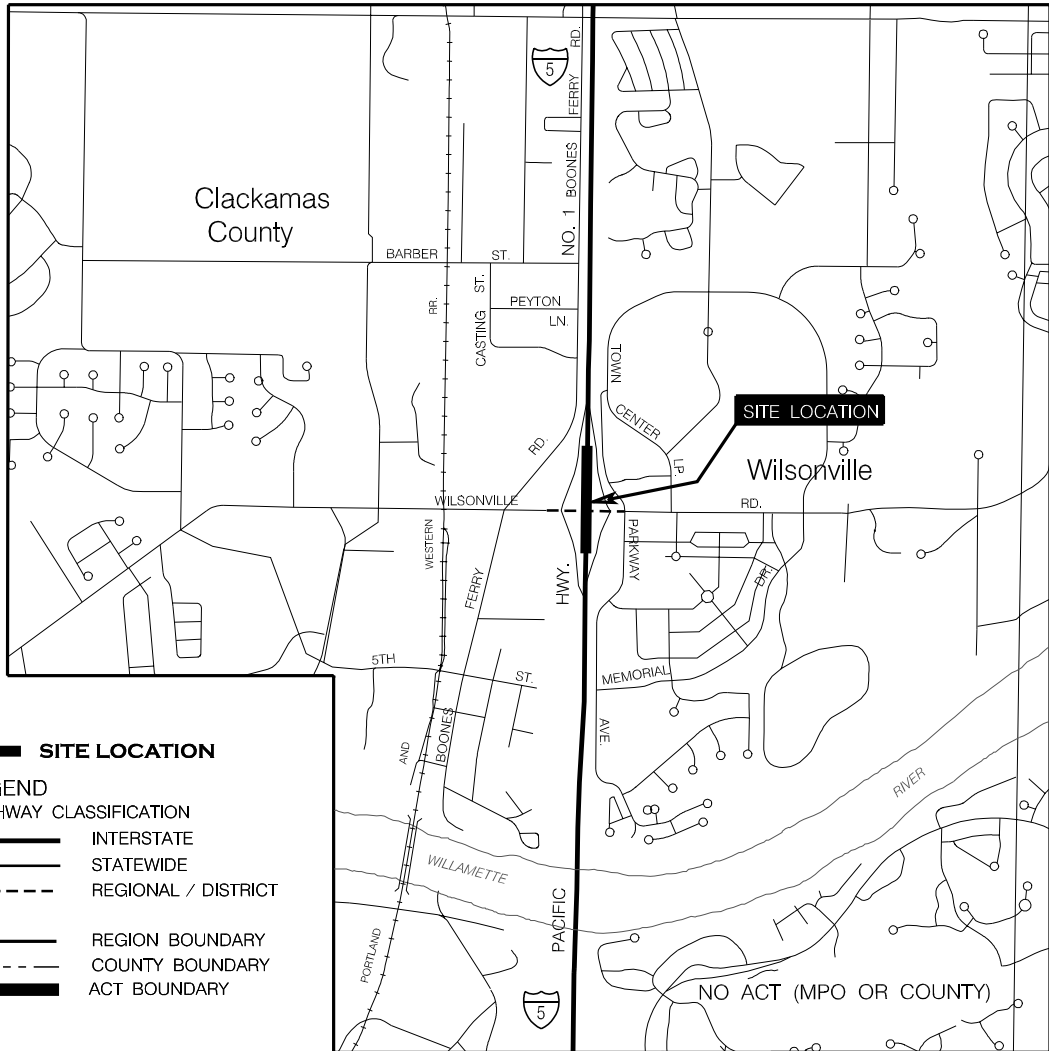 RD.
5
FERRY
BOONES
NO. 1
Clackamas
County
BARBER ST.
CASTING ST.
PEYTON
LN.
RR.
TOWN
CENTER
LP.
SITE LOCATION
Wilsonville
RD.
WILSONVILLE RD.
WESTERN
PARKWAY
HWY.
DR.
FERRY
5TH ST.
MEMORIAL
AVE.
BOONES
AND
SITE LOCATION
GEND
HWAY CLASSIFICATION
INTERSTATE
STATEWIDE
REGIONAL / DISTRICT
REGION BOUNDARY
COUNTY BOUNDARY
ACT BOUNDARY
RIVER
WILLAMETTE
PACIFIC
PORTLAND
NO ACT (MPO OR COUNTY)
5